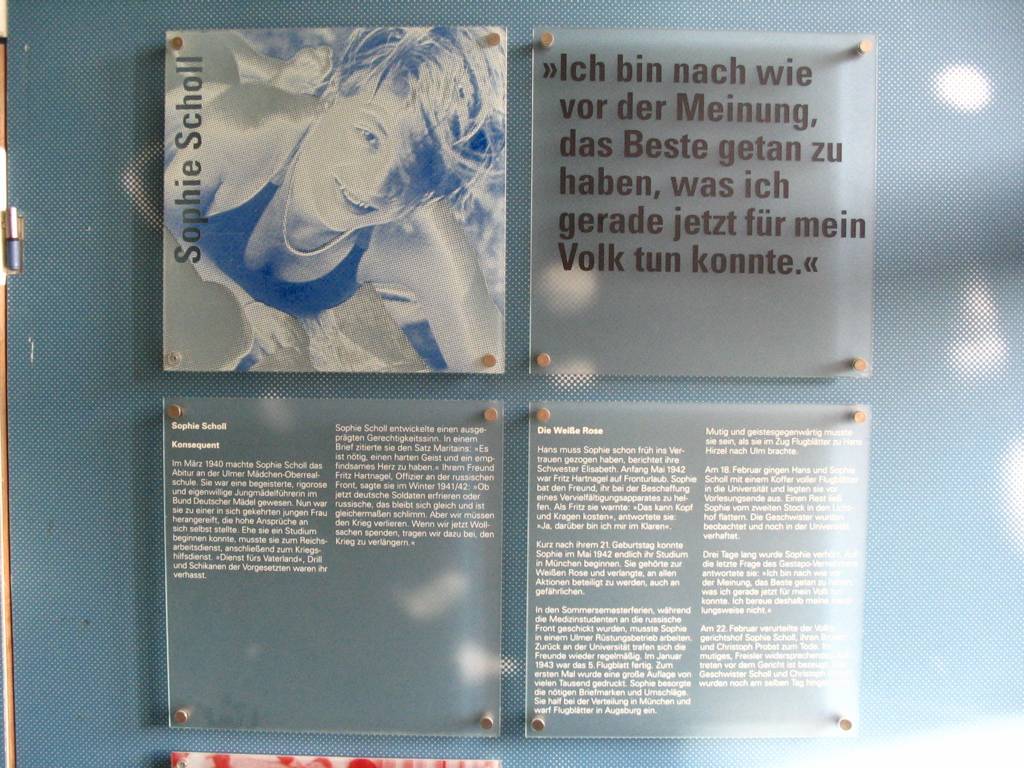 Sophie Scholl
»Ich bin nach wie
vor der Meinung,
das Beste getan zu
haben, was ich
gerade jetzt für mein
Volk tun konnte.«
Sophie Scholl
Konsequent
Im März 1940 machte Sophie Scholl das
Abitur an der Ulmer Mädchen-Oberreal-
schule. Sie war eine begeisterte, rigorose
und eigenwillige Jungmädelführerin im
Bund Deutscher Mädel gewesen. Nun war
sie zu einer in sich gekehrten jungen Frau
herangereift, die hohe Ansprüche an
sich selbst stellte. Ehe sie ein Studium
beginnen konnte, musste sie zum Reichs-
arbeitsdienst, anschließend zum Kriegs-
hilfsdienst. »Dienst fürs Vaterland«, Drill
und Schikanen der Vorgesetzten waren ihr
verhasst.
Sophie Scholl entwickelte einen ausge-
prägten Gerechtigkeitssinn. In einem
Brief zitierte sie den Satz Maritains: »Es
ist nötig, einen harten Geist und ein emp-
findsames Herz zu haben.« Ihrem Freund
Fritz Hartnagel, Offizier an der russischen
Front, sagte sie im Winter 1941/42: »Ob
jetzt deutsche Soldaten erfrieren oder
russische, das bleibt sich gleich und ist
gleichermaßen schlimm. Aber wir müssen
den Krieg verlieren. Wenn wir jetzt Woll-
sachen spenden, tragen wir dazu bei, den
Krieg zu verlängern.«
Die Weiße Rose
Hans muss Sophie schon früh ins Ver-
trauen gezogen haben, berichtet ihre
Schwester Elisabeth. Anfang Mai 1942
war Fritz Hartnagel auf Fronturlaub. Sophie
bat den Freund, ihr bei der Beschaffung
eines Vervielfältigungsapparates zu hel-
fen. Als Fritz sie warnte: »Das kann Kopf
und Kragen kosten«, antwortete sie:
»Ja, darüber bin ich mir im Klaren.«
Kurz nach ihrem 21. Geburtstag konnte
Sophie im Mai 1942 endlich ihr Studium
in München beginnen. Sie gehörte zur
Weißen Rose und verlangte, an allen
Aktionen beteiligt zu werden, auch an
gefährlichen.
In den Sommersemesterferien, während
die Medizinstudenten an die russische
Front geschickt wurden, musste Sophie
in einem Ulmer Rüstungsbetrieb arbeiten.
Zurück an der Universität trafen sich die
Freunde wieder regelmäßig. Im Januar
1943 war das 5. Flugblatt fertig. Zum
ersten Mal wurde eine große Auflage von
vielen Tausend gedruckt. Sophie besorgte
die nötigen Briefmarken und Umschläge.
Sie half bei der Verteilung in München und
warf Flugblätter in Augsburg ein.
Mutig und geistesgegenwärtig musste
sie sein, als sie im Zug Flugblätter zu Hans
Hirzel nach Ulm brachte.
Am 18. Februar gingen Hans und Sophie
Scholl mit einem Koffer voller Flugblätter
in die Universität und legten sie vor
Vorlesungsende aus. Einen Rest ließ
Sophie vom zweiten Stock in den Licht-
hof flattern. Die Geschwister wurden
beobachtet und noch in der Universität
verhaftet.
Drei Tage lang wurde Sophie verhört. Auf
die letzte Frage des Gestapo-
antwortete sie: »Ich bin nach wie vor
der Meinung, das Beste getan zu haben,
was ich gerade jetzt für mein Volk tun
konnte. Ich bereue deshalb meine
lungsweise nicht.«
Am 22. Februar verurteilte der Volks-
gerichtshof Sophie Scholl, ihren Bruder
und Christoph Probst zum Tode. Ihr
mutiges, Freisler widersprechendes
treten vor dem Gericht ist bezeugt. Die
Geschwister Scholl und Christoph
wurden noch am selben Tag